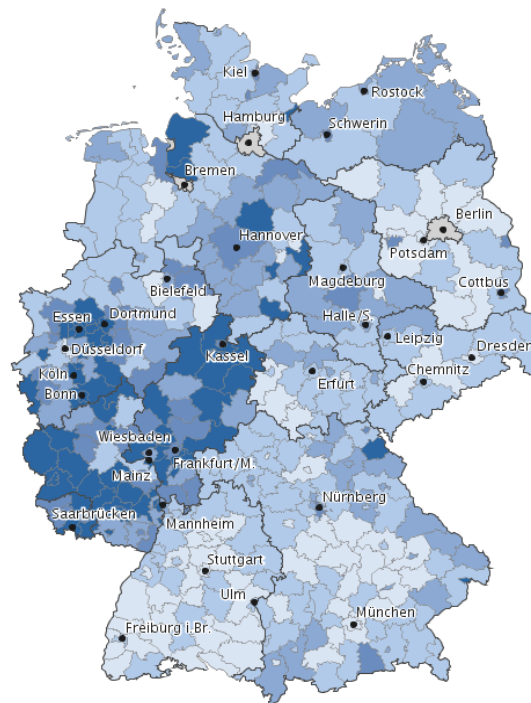 Kiel
Rostock
Hamburg
Schwerin
Bremen
Berlin
Hannover
Potsdam
Magdeburg
Bielefeld
Cottbus
Essen
Dortmund
Halle/S.
Leipzig
Düsseldorf
Kassel
Dresden
Köln
Chemnitz
Erfurt
Bonn
Wiesbaden
Frankfurt/M.
Mainz
Nürnberg
Saarbrücken
Mannheim
Stuttgart
Ulm
München
Freiburg i.Br.